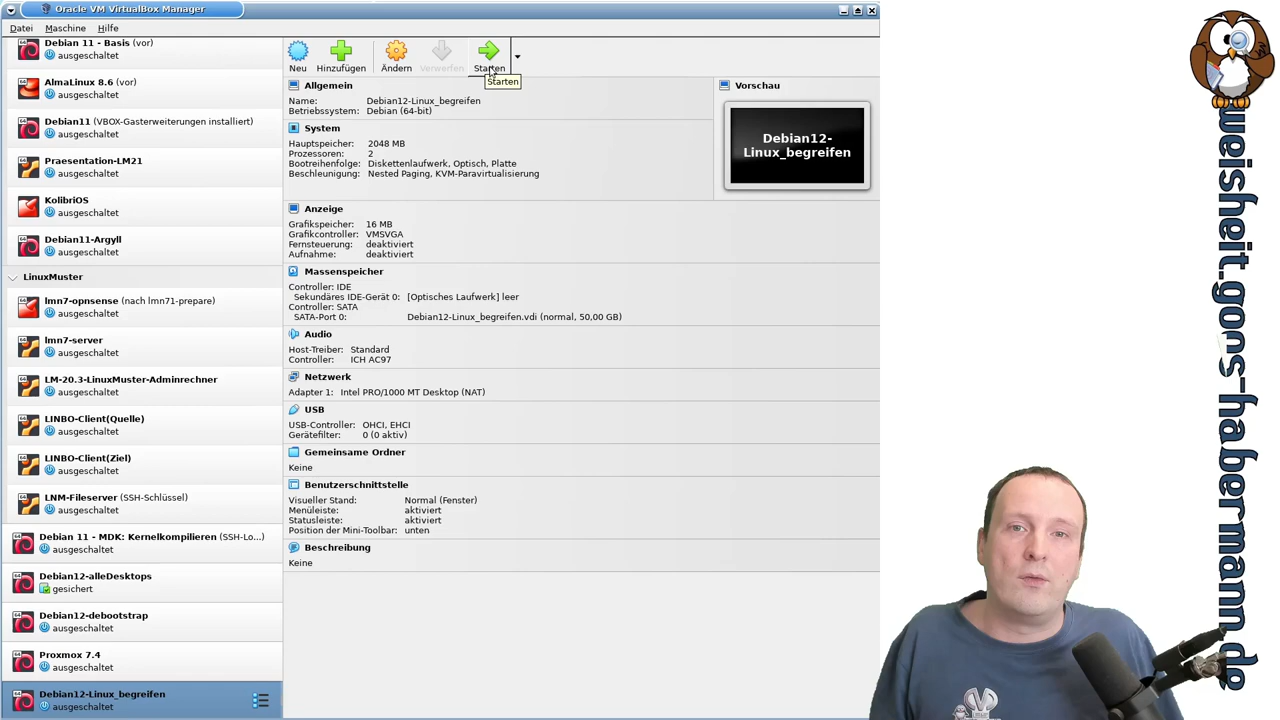 Oracle VM VirtualBox Manager
Datei Maschine Hilfe
Debian 11 - Basis (vor)
ausgeschaltet
AlmaLinux 8.6 (vor)
ausgeschaltet
Debian11 (VBOX-Gasterweiterungen installiert)
ausgeschaltet
Praesentation-LM21
ausgeschaltet
KolibriOS
ausgeschaltet
Debian11-Argyll
ausgeschaltet
LinuxMuster
lmn7-opnsense (nach lmn71-prepare)
ausgeschaltet
lmn7-server
ausgeschaltet
LM-20.3-LinuxMuster-Adminrechner
ausgeschaltet
LINBO-Client(Quelle)
ausgeschaltet
LINBO-Client(Ziel)
ausgeschaltet
LNM-Fileserver (SSH-Schlüssel)
ausgeschaltet
Debian 11 - MDK: Kernelkompilieren (SSH-Lo...)
ausgeschaltet
Debian12-alleDesktops
gesichert
Debian12-debootstrap
ausgeschaltet
Proxmox 7.4
ausgeschaltet
Debian12-Linux_begreifen
ausgeschaltet
Neu Hinzufügen Ändern Verwerfen Starten
Starten
Allgemein
Name: Debian12-Linux_begreifen
Betriebssystem: Debian (64-bit)
System
Hauptspeicher: 2048 MB
Prozessoren: 2
Bootreihenfolge: Diskettenlaufwerk, Optisch, Platte
Beschleunigung: Nested Paging, KVM-Paravirtualisierung
Vorschau
Debian12-
Linux_begreifen
Anzeige
Grafikspeicher: 16 MB
Grafikcontroller: VMSVGA
Fernsteuerung: deaktiviert
Aufnahme: deaktiviert
Massenspeicher
Controller: IDE
Sekundäres IDE-Gerät 0: [Optisches Laufwerk] leer
Controller: SATA
SATA-Port 0: Debian12-Linux_begreifen.vdi (normal, 50,00 GB)
Audio
Host-Treiber: Standard
Controller: ICH AC97
Netzwerk
Adapter 1: Intel PRO/1000 MT Desktop (NAT)
USB
USB-Controller: OHCI, EHCI
Gerätefilter: 0 (0 aktiv)
Gemeinsame Ordner
Keine
Benutzerschnittstelle
Visueller Stand: Normal (Fenster)
Menüleiste: aktiviert
Statusleiste: aktiviert
Position der Mini-Toolbar: unten
Beschreibung
Keine
weisheit.qons-habermann.de